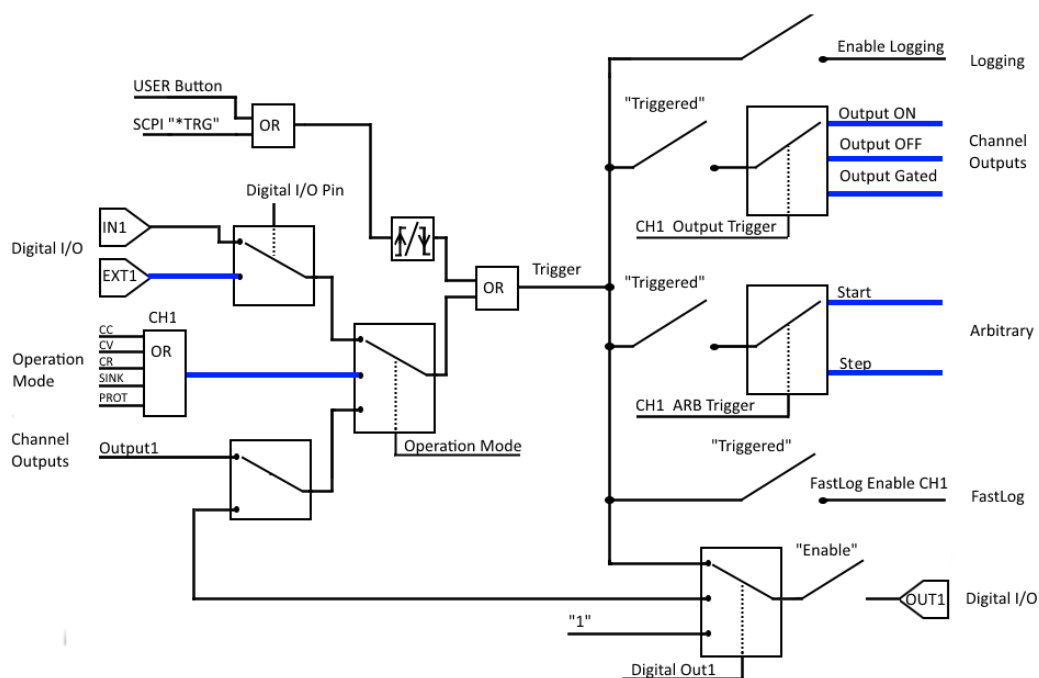 Enable Logging
Logging
USER Button
SCPI "*TRG"
OR
"Triggered"
Output ON
Output OFF
Output Gated
Channel
Outputs
CH1 Output Trigger
Digital I/O Pin
Digital I/O
IN1
EXT1
OR
Trigger
"Triggered"
Start
Step
Arbitrary
CH1 ARB Trigger
Operation
Mode
CH1
CC
CV
CR
SINK
PROT
OR
Operation Mode
Channel
Outputs
Output1
"Triggered"
FastLog Enable CH1
FastLog
"Enable"
OUT1
Digital I/O
"1"
Digital Out1